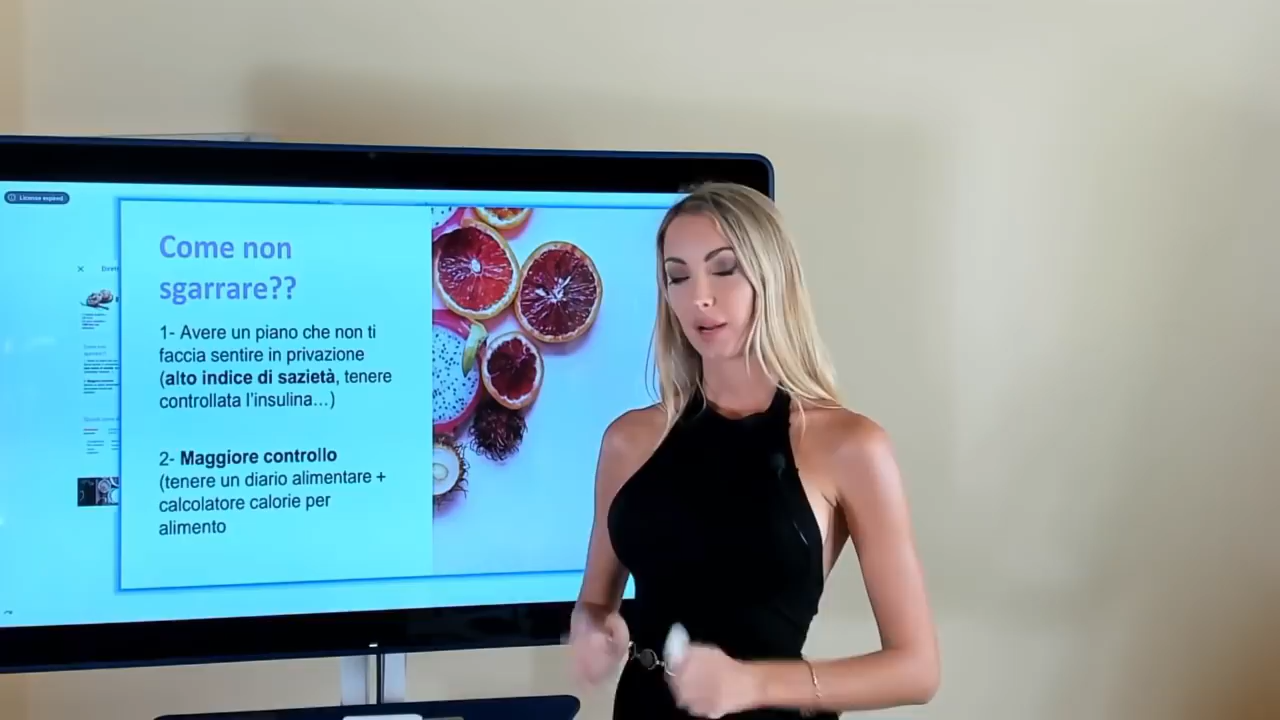 License expired
Come non
sgarrare??
1- Avere un piano che non ti
faccia sentire in privazione
(alto indice di sazietà, tenere
controllata l'insulina…)
2- Maggiore controllo
(tenere un diario alimentare +
calcolatore calorie per
alimento